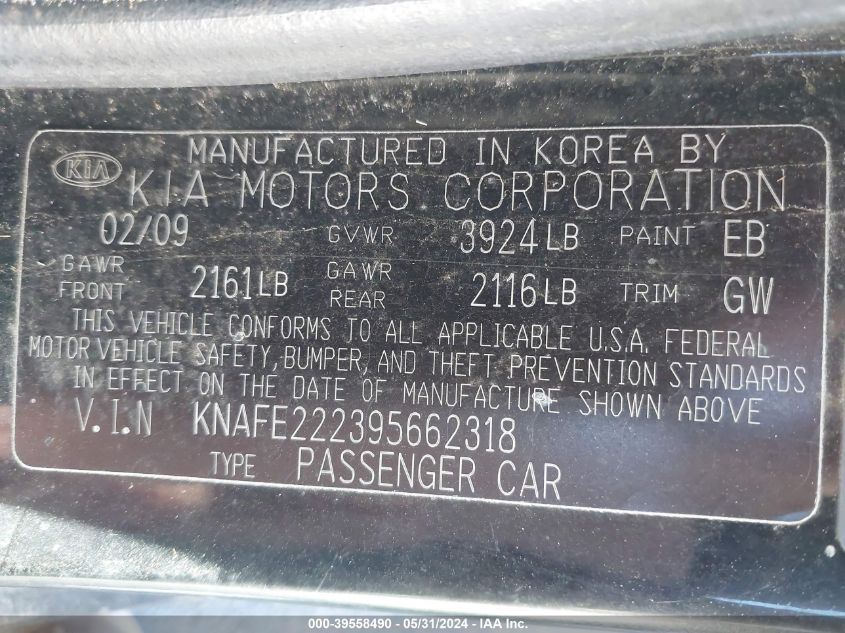 KIA
MANUFACTURED IN KOREA BY
KIA MOTORS CORPORATION
02/09 GVWR 3924LB PAINT EB
GAWR FRONT 2161LB GAWR REAR 2116LB TRIM GW
THIS VEHICLE CONFORMS TO ALL APPLICABLE U.S.A. FEDERAL
MOTOR VEHICLE SAFETY, BUMPER, AND THEFT PREVENTION STANDARDS
IN EFFECT ON THE DATE OF MANUFACTURE SHOWN ABOVE
V.I.N KNAFE222395662318
TYPE PASSENGER CAR
000-39558490 - 05/31/2024 - IAA, Inc.